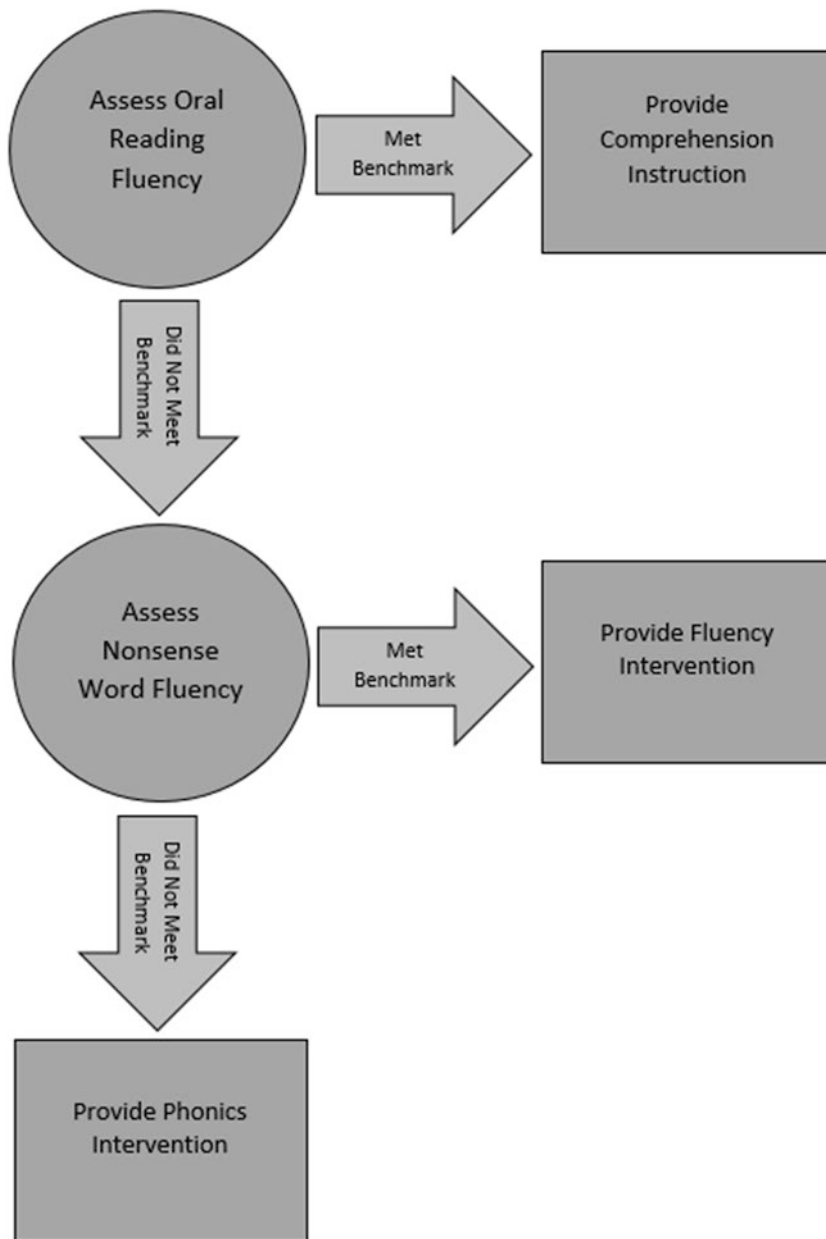 Assess Oral
Reading
Fluency
Met
Benchmark
Provide
Comprehension
Instruction
Did Not Meet
Benchmark
Assess
Nonsense
Word Fluency
Met
Benchmark
Provide Fluency
Intervention
Did Not Meet
Benchmark
Provide Phonics
Intervention